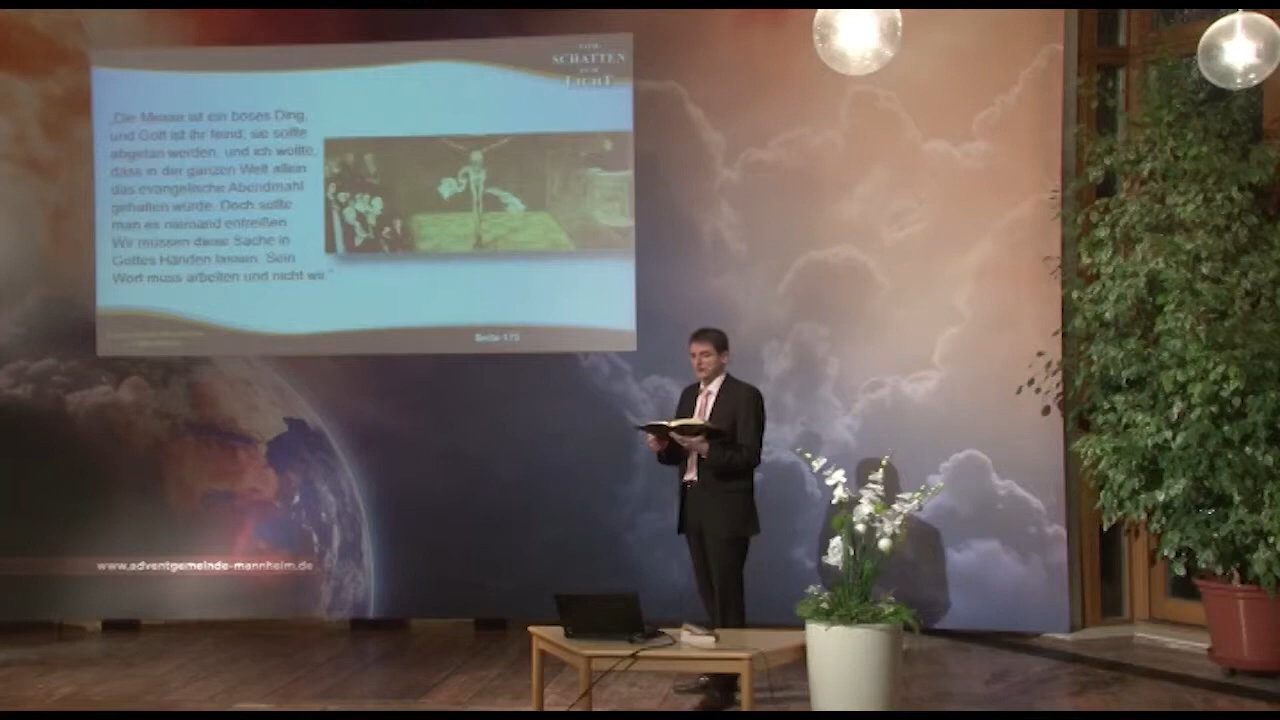 VOM
SCHATTEN
ZUM
LICHT
„Die Messe ist ein böses Ding,
und Gott ist ihr feind; sie sollte
abgetan werden, und ich wollte,
dass in der ganzen Welt allein
das evangelische Abendmahl
gehalten würde. Doch sollte
man es niemand entreißen
Wir müssen diese Sache in
Gottes Händen lassen. Sein
Wort muss arbeiten und nicht wir.“
www.adventgemeinde-mannheim.de